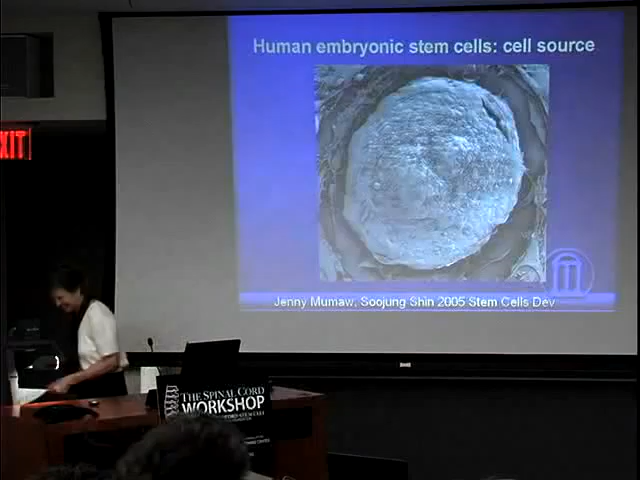 Human embryonic stem cells: cell source
EXIT
Jenny Mumaw, Soojung Shin 2005 Stem Cells Dev
THE SPINAL CORD
WORKSHOP